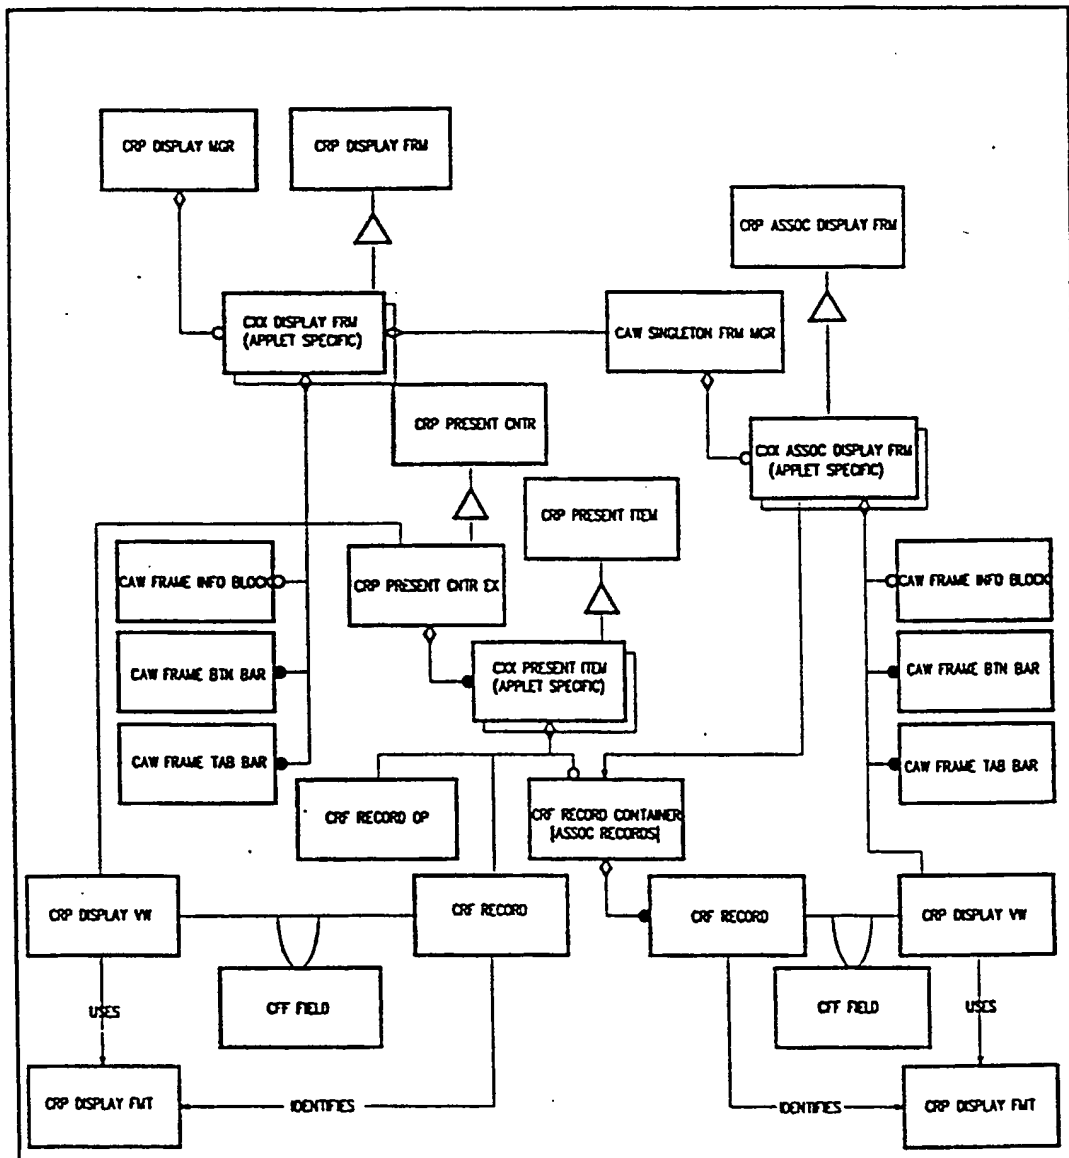 CRP DISPLAY MGR
CRP DISPLAY FRM
CRP ASSOC DISPLAY FRM
CXX DISPLAY FRM
(APPLET SPECIFIC)
CAW SINGLETON FRM MGR
CRP PRESENT CNTR
CXX ASSOC DISPLAY FRM
(APPLET SPECIFIC)
CRP PRESENT ITEM
CAW FRAME INFO BLOCK
CRP PRESENT CNTR EX
CAW FRAME INFO BLOCK
CAW FRAME BTN BAR
CXX PRESENT ITEM
(APPLET SPECIFIC)
CAW FRAME BTN BAR
CAW FRAME TAB BAR
CAW FRAME TAB BAR
CRF RECORD OP
CRF RECORD CONTAINER
[ASSOC RECORDS]
CRP DISPLAY VW
CRF RECORD
CRF RECORD
CRP DISPLAY VW
USES
CFF FIELD
CFF FIELD
USES
CRP DISPLAY FMT
IDENTIFIES
IDENTIFIES
CRP DISPLAY FMT